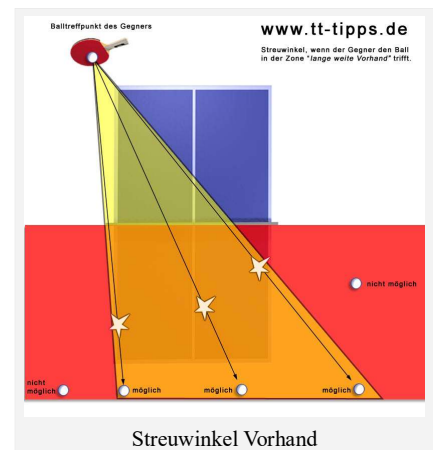 Balltreffpunkt des Gegners
www.tt-tipps.de
Streuwinkel, wenn der Gegner den Ball
in der Zone "lange weite Vorhand" trifft.
nicht möglich
nicht
möglich
möglich
möglich
möglich
Streuwinkel Vorhand